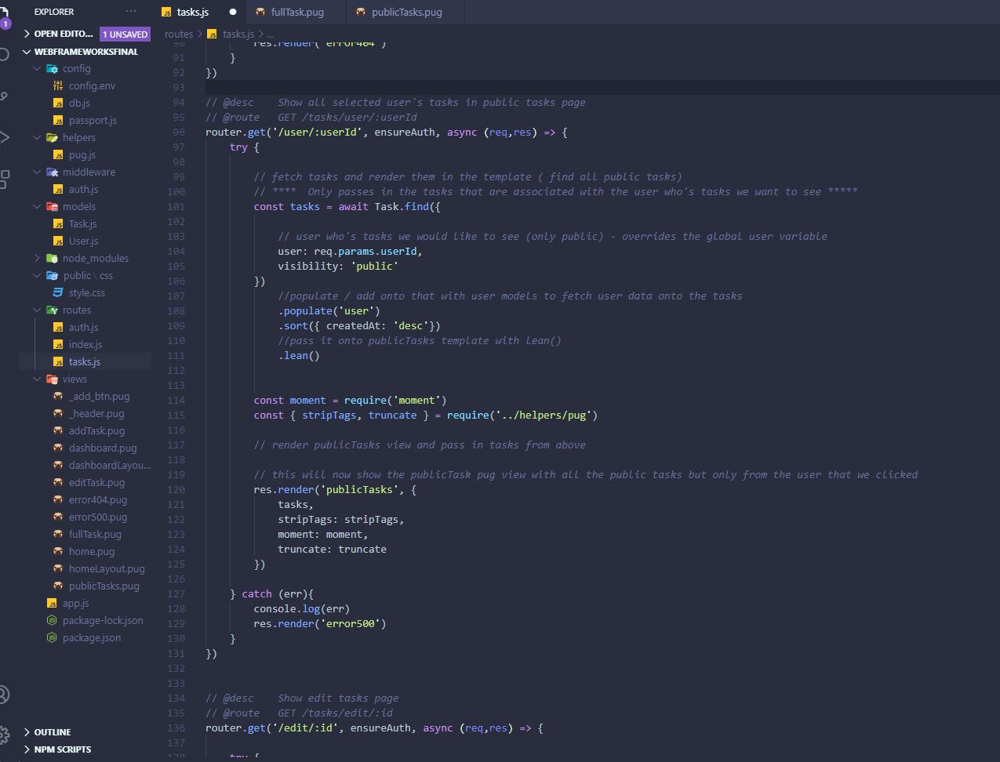 EXPLORER
...
tasks.js
fullTask.pug
publicTasks.pug
1
OPEN EDITO...
1 UNSAVED
routes > tasks.js > ...
WEBFRAMEWORKSFINAL
config
config.env
db.js
passport.js
helpers
pug.js
middleware
auth.js
models
Task.js
User.js
node_modules
public \ css
style.css
routes
auth.js
index.js
tasks.js
views
_add_btn.pug
_header.pug
addTask.pug
dashboard.pug
dashboardLayou...
editTask.pug
error404.pug
error500.pug
fullTask.pug
home.pug
homeLayout.pug
publicTasks.pug
app.js
package-lock.json
package.json
OUTLINE
NPM SCRIPTS
90 res.render('error404')
91 }
92 })
93
94 // @desc    Show all selected user's tasks in public tasks page
95 // @route   GET /tasks/user/:userId
96 router.get('/user/:userId', ensureAuth, async (req,res) => {
97 try {
98
99 // fetch tasks and render them in the template ( find all public tasks)
100 // ****  Only passes in the tasks that are associated with the user who's tasks we want to see *****
101 const tasks = await Task.find({
102
103 // user who's tasks we would like to see (only public) - overrides the global user variable
104 user: req.params.userId,
105 visibility: 'public'
106 })
107 //populate / add onto that with user models to fetch user data onto the tasks
108 .populate('user')
109 .sort({ createdAt: 'desc'})
110 //pass it onto publicTasks template with lean()
111 .lean()
112
113
114 const moment = require('moment')
115 const { stripTags, truncate } = require('../helpers/pug')
116
117 // render publicTasks view and pass in tasks from above
118
119 // this will now show the publicTask pug view with all the public tasks but only from the user that we clicked
120 res.render('publicTasks', {
121 tasks,
122 stripTags: stripTags,
123 moment: moment,
124 truncate: truncate
125 })
126
127 } catch (err){
128 console.log(err)
129 res.render('error500')
130 }
131 })
132
133
134 // @desc    Show edit tasks page
135 // @route   GET /tasks/edit/:id
136 router.get('/edit/:id', ensureAuth, async (req,res) => {
137
138 try {